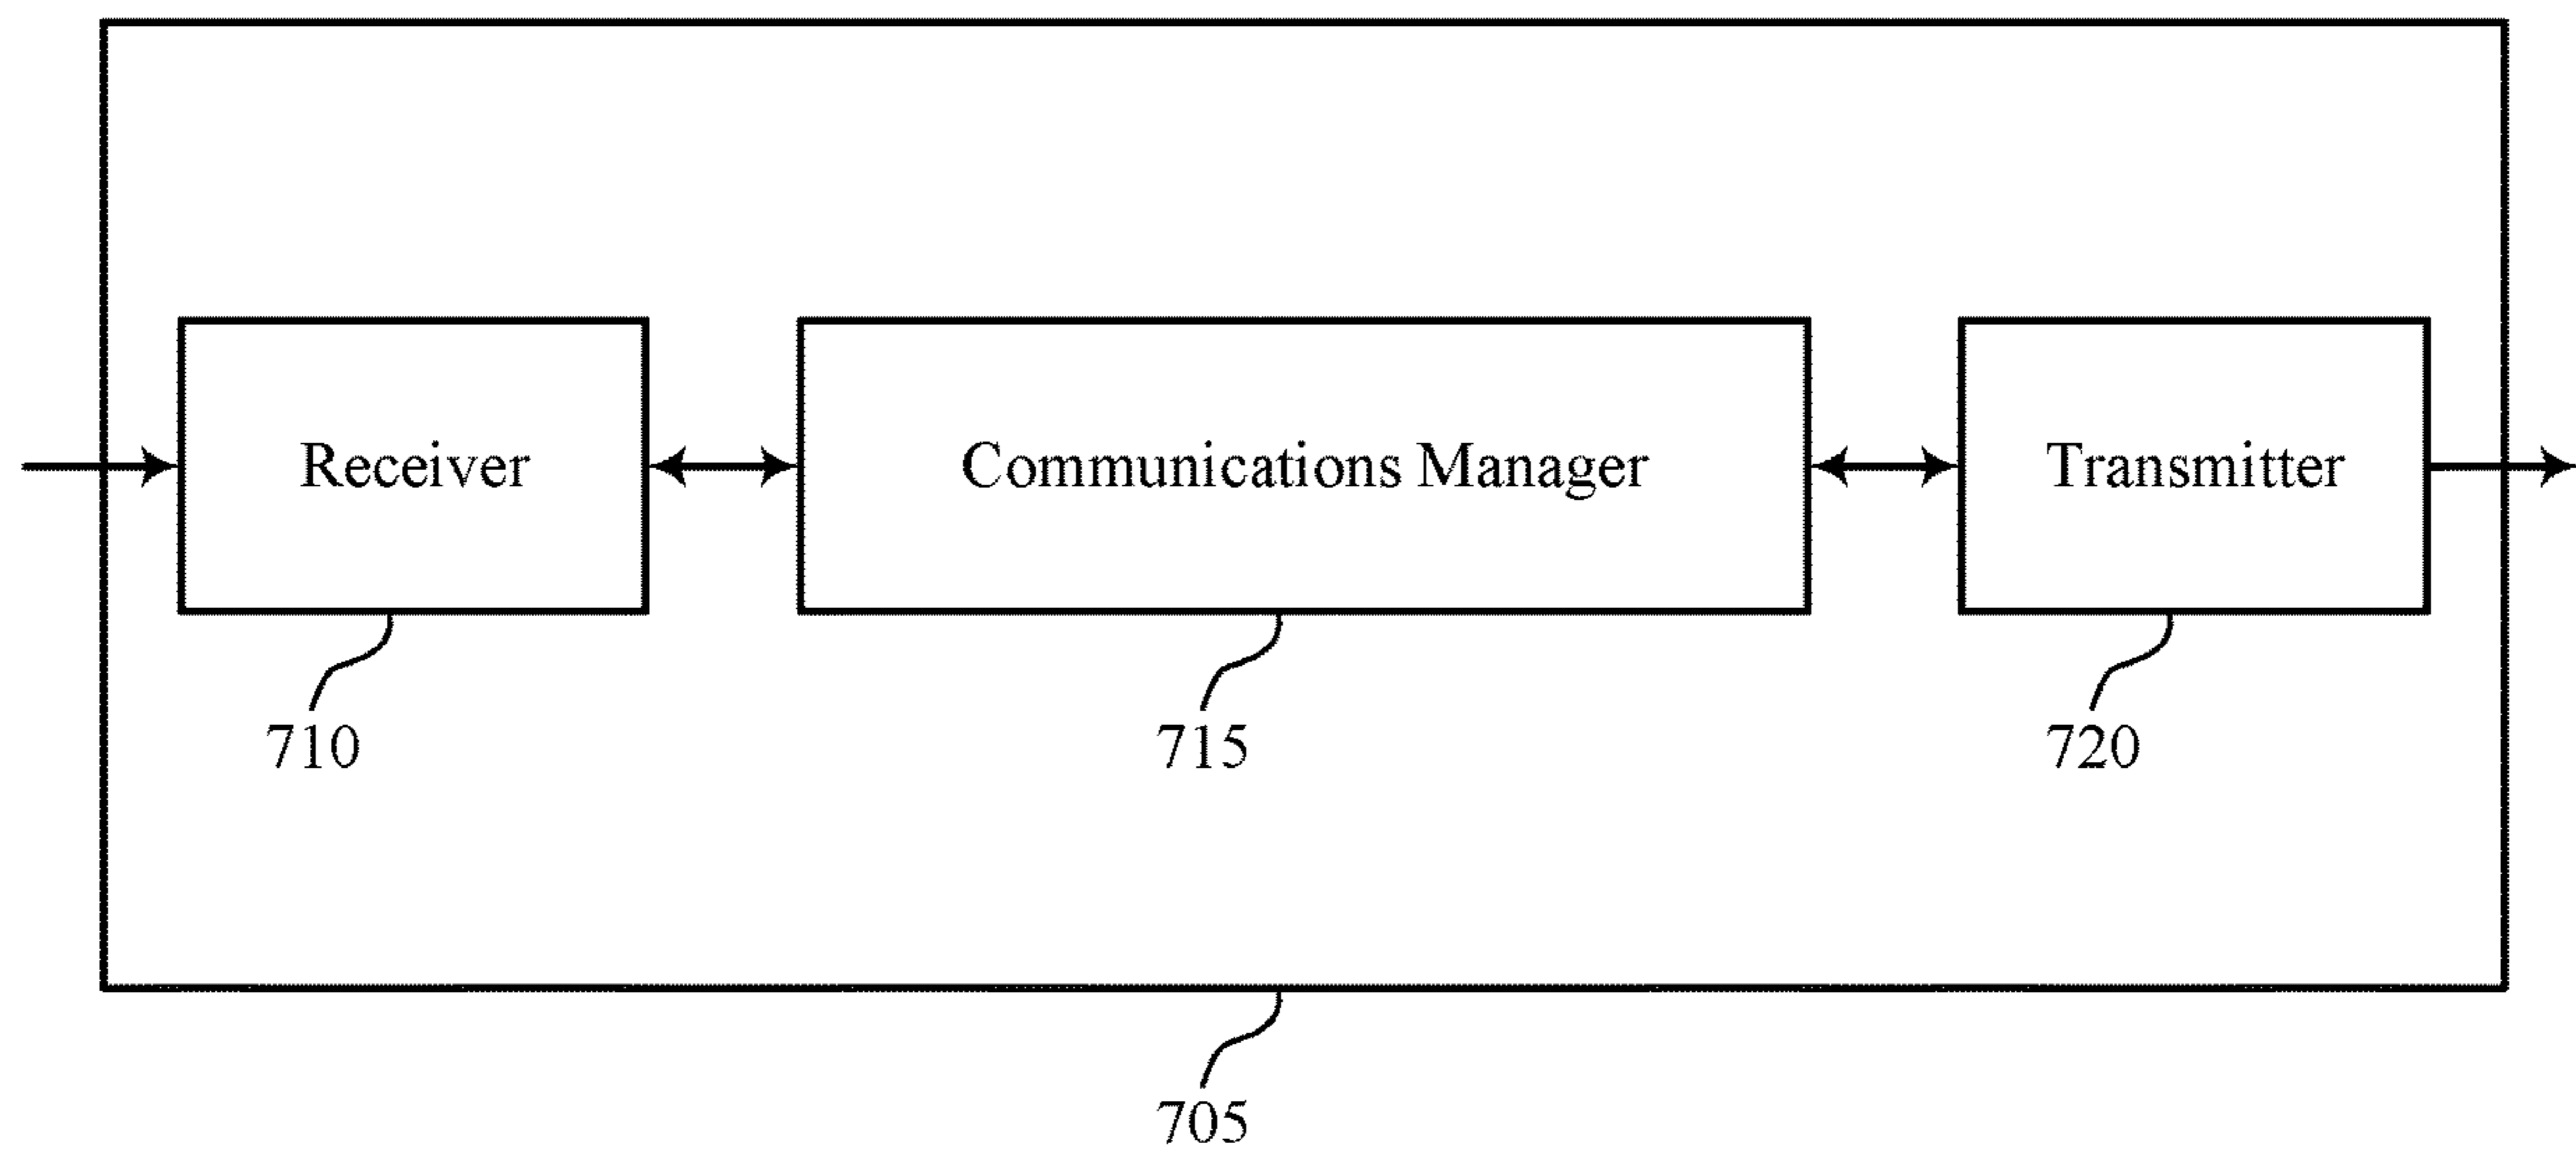 Receiver
Communications Manager
Transmitter
710
715
720
705